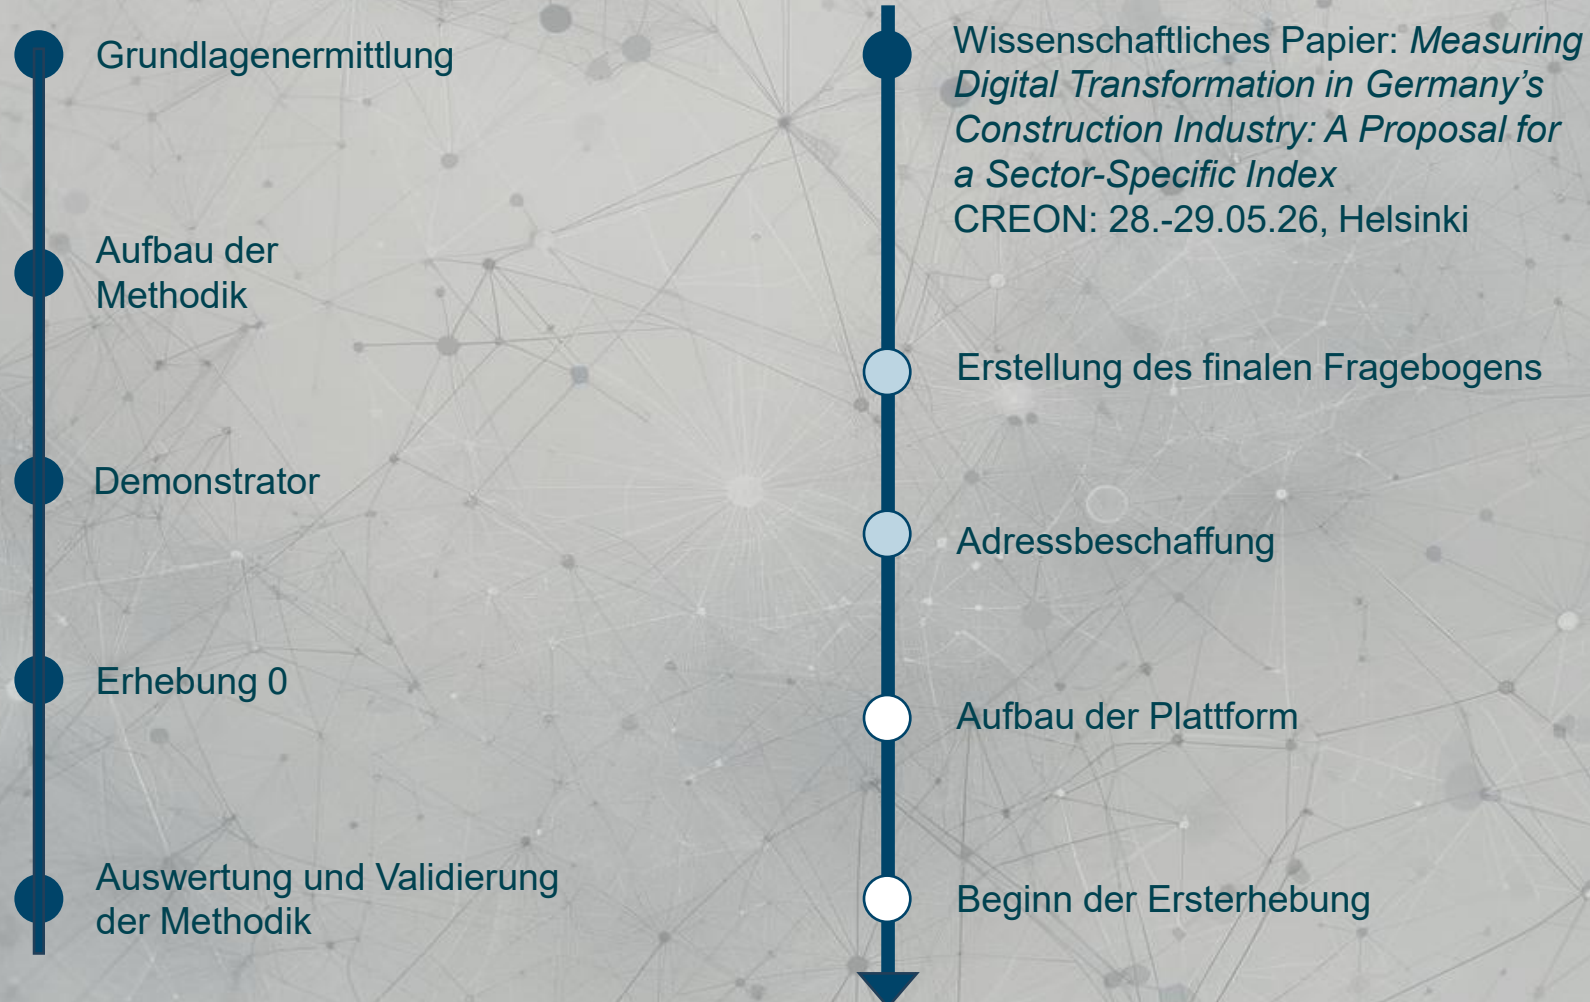 Grundlagenermittlung
Aufbau der
Methodik
Demonstrator
Erhebung 0
Auswertung und Validierung
der Methodik
Wissenschaftliches Papier: Measuring
Digital Transformation in Germany’s
Construction Industry: A Proposal for
a Sector-Specific Index
CREON: 28.-29.05.26, Helsinki
Erstellung des finalen Fragebogens
Adressbeschaffung
Aufbau der Plattform
Beginn der Ersterhebung